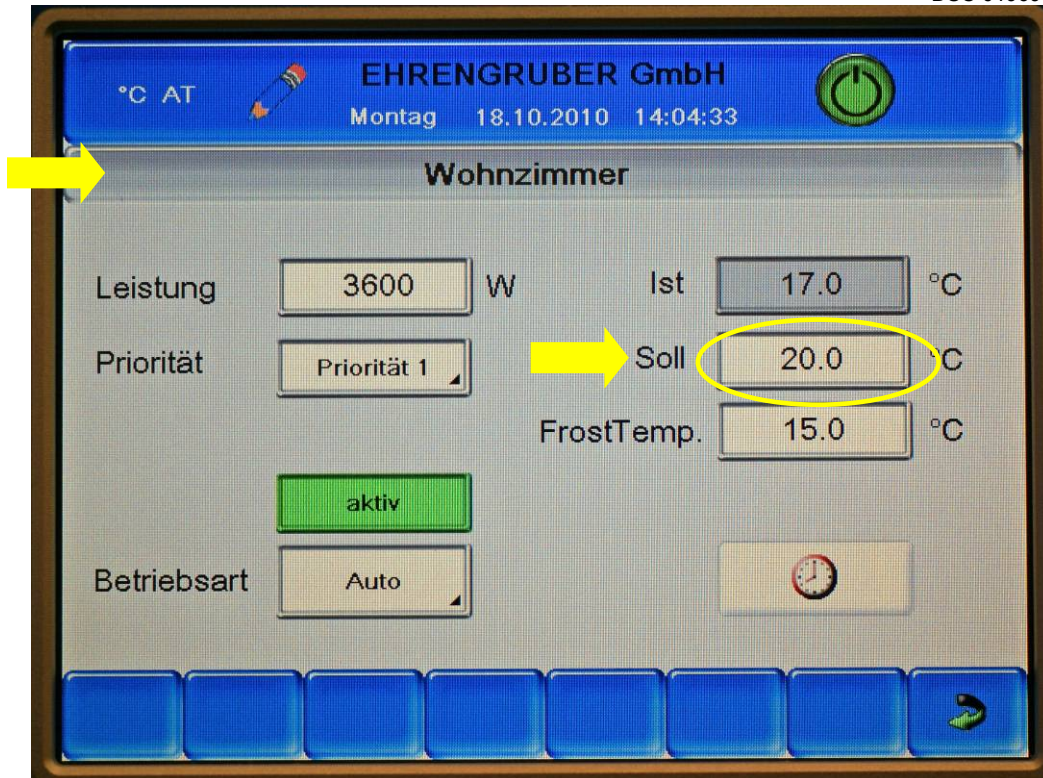 °C AT
EHRENGRUBER GmbH
Montag 18.10.2010 14:04:33
Wohnzimmer
Leistung 3600 W Ist 17.0 °C
Priorität Priorität 1 Soll 20.0 °C
FrostTemp. 15.0 °C
aktiv
Betriebsart Auto